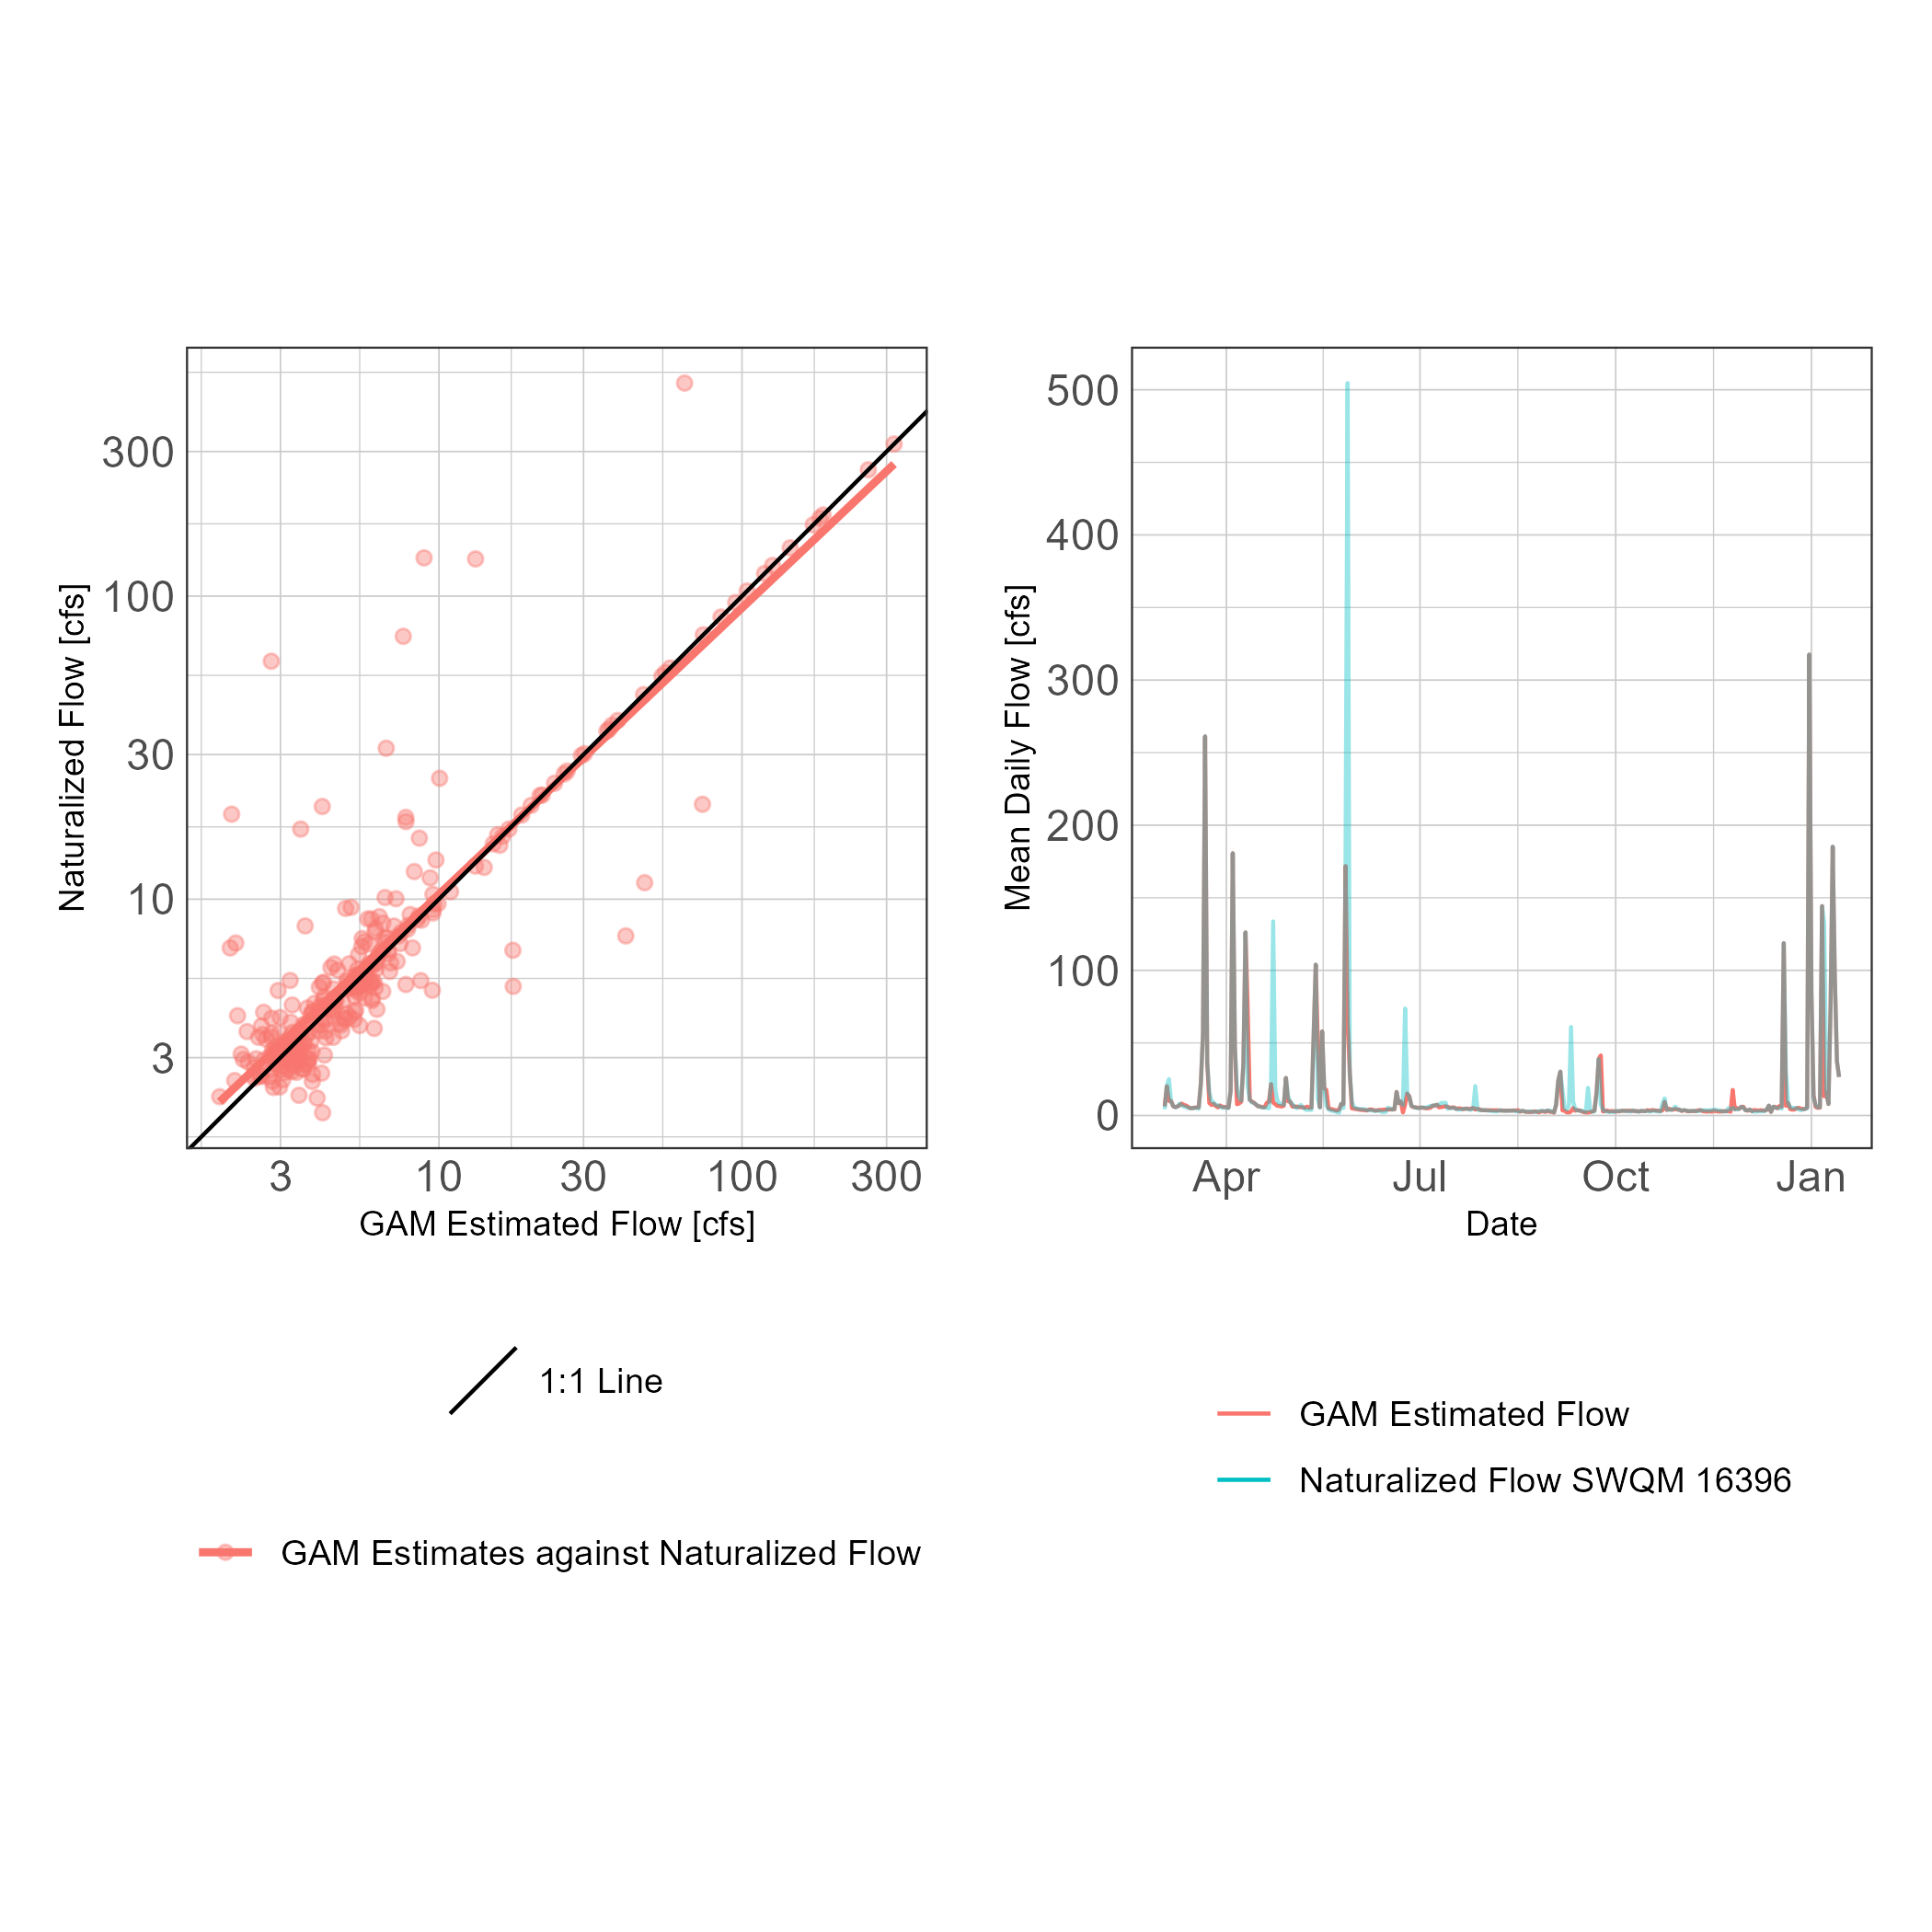 Naturalized Flow [cfs]
300
100
30
10
3
3
10
30
100
300
GAM Estimated Flow [cfs]
1:1 Line
GAM Estimates against Naturalized Flow
Mean Daily Flow [cfs]
500
400
300
200
100
0
Apr
Jul
Oct
Jan
Date
GAM Estimated Flow
Naturalized Flow SWQM 16396